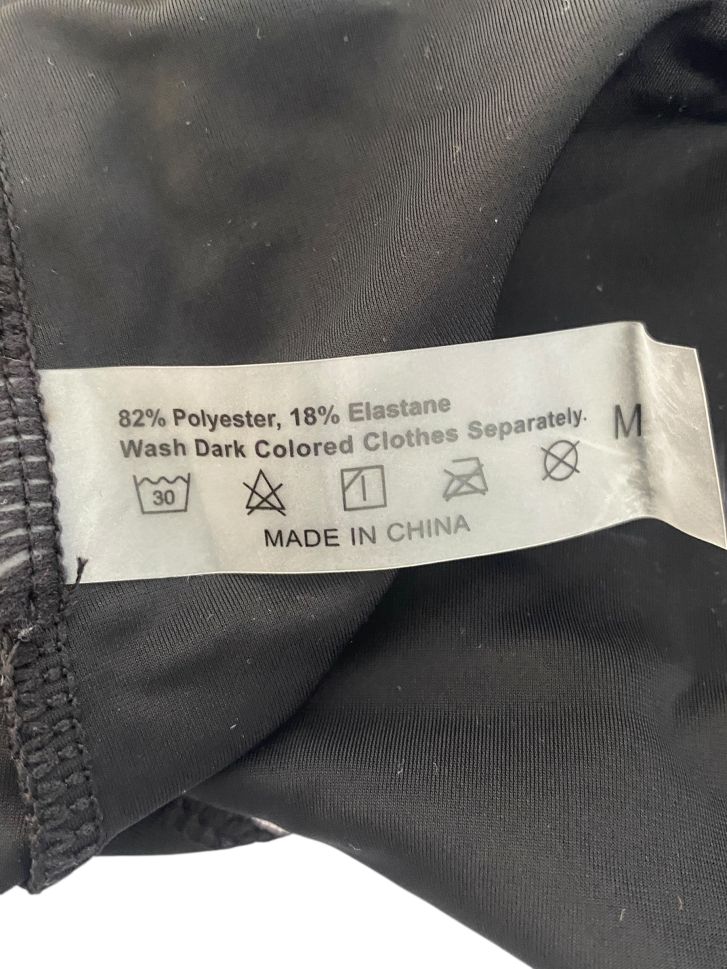 82% Polyester, 18% Elastane
Wash Dark Colored Clothes Separately.
M
30
MADE IN CHINA